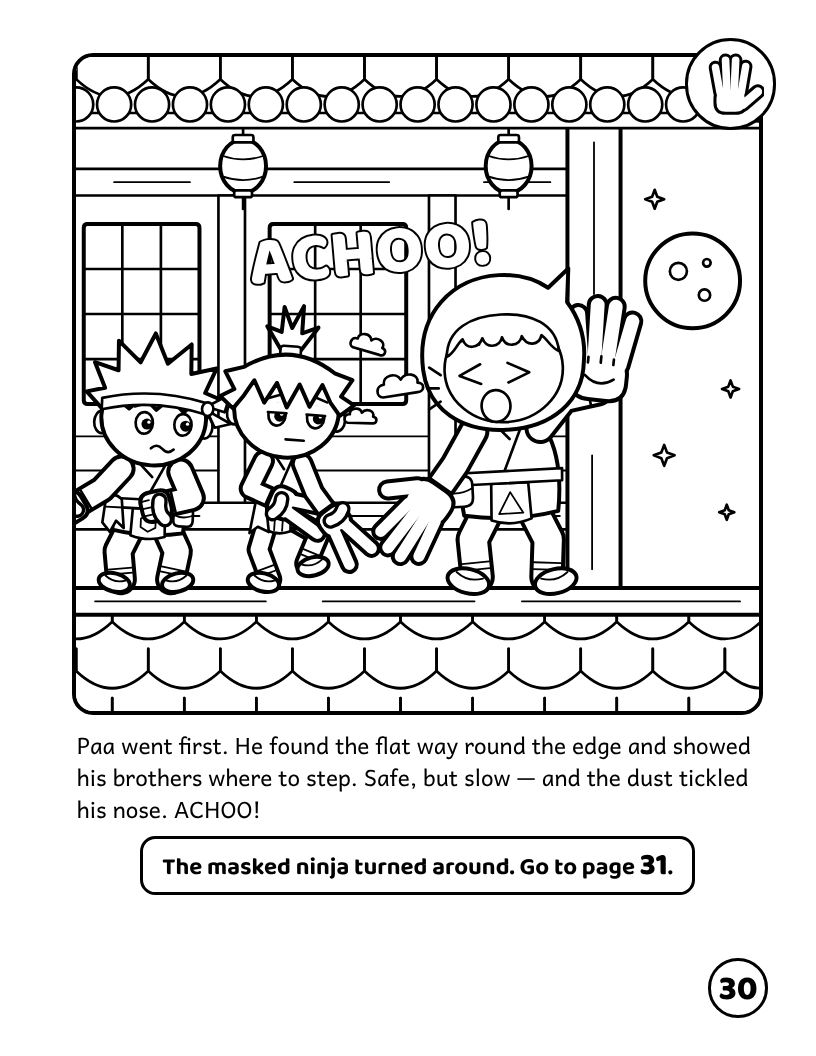 ACHOO!
Paa went first. He found the flat way round the edge and showed
his brothers where to step. Safe, but slow — and the dust tickled
his nose. ACHOO!
The masked ninja turned around. Go to page 31.
30